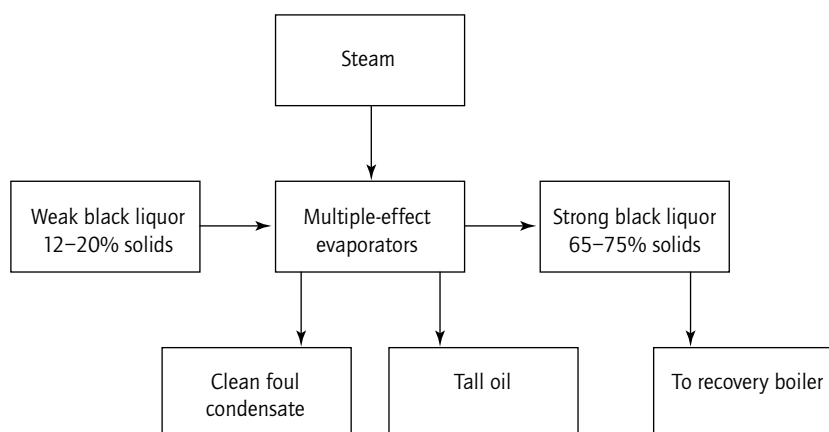 Steam
Weak black liquor
12–20% solids
Multiple-effect
evaporators
Strong black liquor
65–75% solids
Clean foul
condensate
Tall oil
To recovery boiler